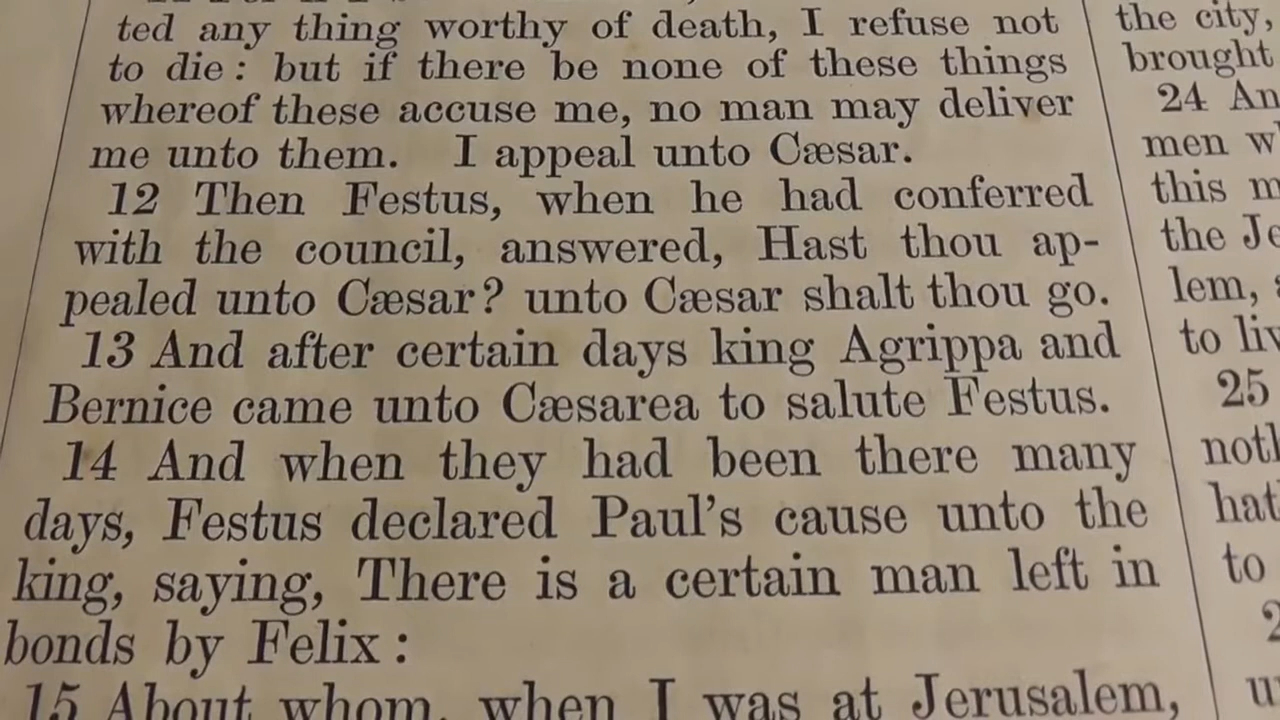 ted any thing worthy of death, I refuse not
to die : but if there be none of these things
whereof these accuse me, no man may deliver
me unto them. I appeal unto Cæsar.
12 Then Festus, when he had conferred
with the council, answered, Hast thou ap-
pealed unto Cæsar? unto Cæsar shalt thou go.
13 And after certain days king Agrippa and
Bernice came unto Cæsarea to salute Festus.
14 And when they had been there many
days, Festus declared Paul's cause unto the
king, saying, There is a certain man left in
bonds by Felix :
15 About whom, when I was at Jerusalem,
the city,
brought
24 An
men w
this m
the Je
lem,
to liv
25
noth
hat
to